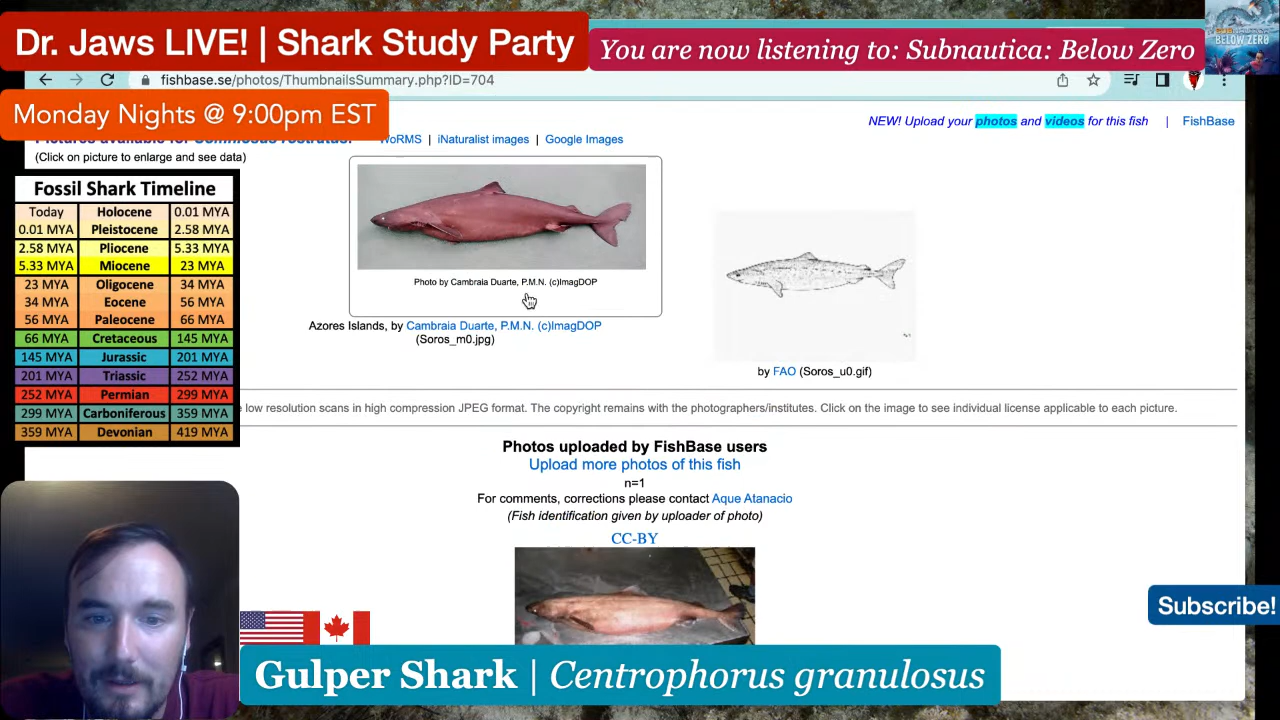 Dr. Jaws LIVE! | Shark Study Party
You are now listening to: Subnautica: Below Zero
BELOW ZERO
fishbase.se/photos/ThumbnailsSummary.php?ID=704
Monday Nights @ 9:00pm EST
NEW! Upload your photos and videos for this fish | FishBase
WoRMS | iNaturalist images | Google Images
(Click on picture to enlarge and see data)
Fossil Shark Timeline
Today Holocene 0.01 MYA
0.01 MYA Pleistocene 2.58 MYA
2.58 MYA Pliocene 5.33 MYA
5.33 MYA Miocene 23 MYA
23 MYA Oligocene 34 MYA
34 MYA Eocene 56 MYA
56 MYA Paleocene 66 MYA
66 MYA Cretaceous 145 MYA
145 MYA Jurassic 201 MYA
201 MYA Triassic 252 MYA
252 MYA Permian 299 MYA
299 MYA Carboniferous 359 MYA
359 MYA Devonian 419 MYA
Photo by Cambraia Duarte, P.M.N. (c)ImagDOP
Azores Islands, by Cambraia Duarte, P.M.N. (c)ImagDOP
(Soros_m0.jpg)
by FAO (Soros_u0.gif)
low resolution scans in high compression JPEG format. The copyright remains with the photographers/institutes. Click on the image to see individual license applicable to each picture.
Photos uploaded by FishBase users
Upload more photos of this fish
n=1
For comments, corrections please contact Aque Atanacio
(Fish identification given by uploader of photo)
CC-BY
Subscribe!
Gulper Shark | Centrophorus granulosus